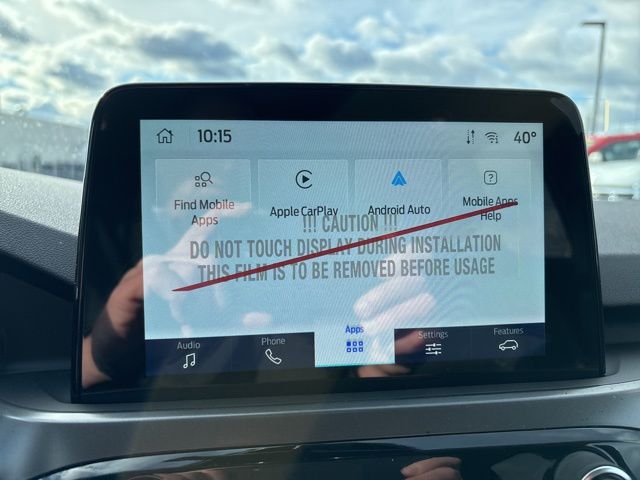 10:15 40°
Find Mobile
Apps
Apple CarPlay
Android Auto
Mobile Apps
Help
!!! CAUTION !!!
DO NOT TOUCH DISPLAY DURING INSTALLATION
THIS FILM IS TO BE REMOVED BEFORE USAGE
Audio Phone Apps Settings Features